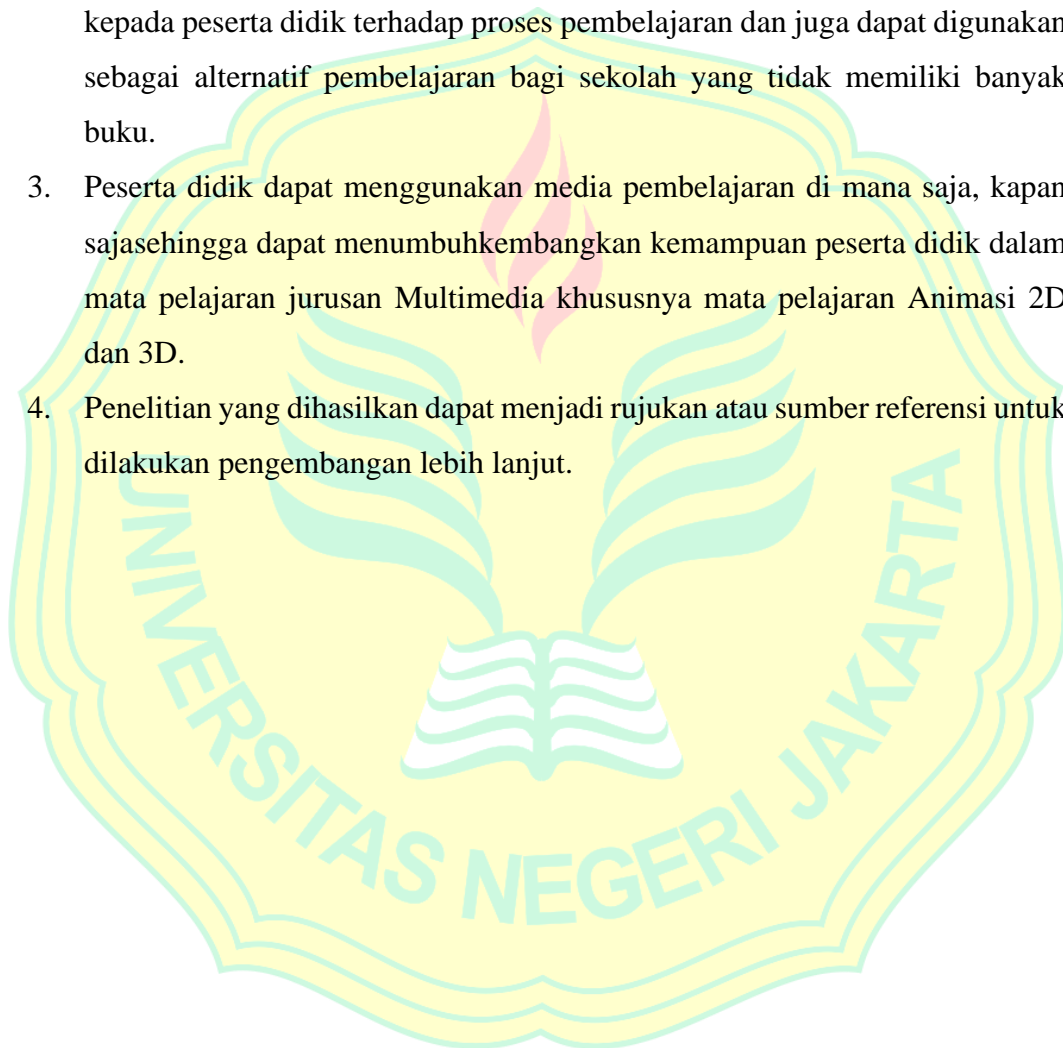 kepada peserta didik terhadap proses pembelajaran dan juga dapat digunakan
sebagai alternatif pembelajaran bagi sekolah yang tidak memiliki banyak
buku.
3. Peserta didik dapat menggunakan media pembelajaran di mana saja, kapan
sajasehingga dapat menumbuhkembangkan kemampuan peserta didik dalam
mata pelajaran jurusan Multimedia khususnya mata pelajaran Animasi 2D
dan 3D.
4. Penelitian yang dihasilkan dapat menjadi rujukan atau sumber referensi untuk
dilakukan pengembangan lebih lanjut.
UNIVERSITAS NEGERI JAKARTA